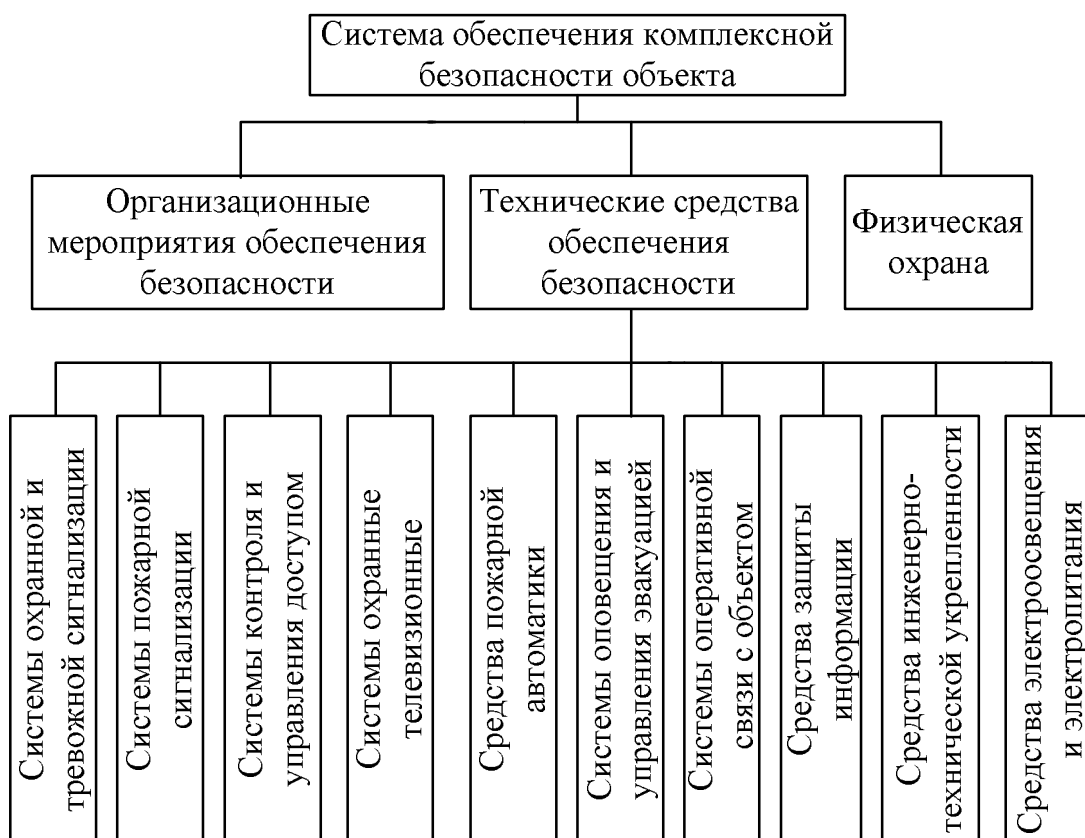 Система обеспечения комплексной
безопасности объекта
Организационные
мероприятия обеспечения
безопасности
Технические средства
обеспечения
безопасности
Физическая
охрана
Системы охранной и
тревожной сигнализации
Системы пожарной
сигнализации
Системы контроля и
управления доступом
Системы охранные
телевизионные
Средства пожарной
автоматики
Системы оповещения и
управления эвакуацией
Системы оперативной
связи с объектом
Средства защиты
информации
Средства инженерно-
технической укрепленности
Средства электроосвещения
и электропитания